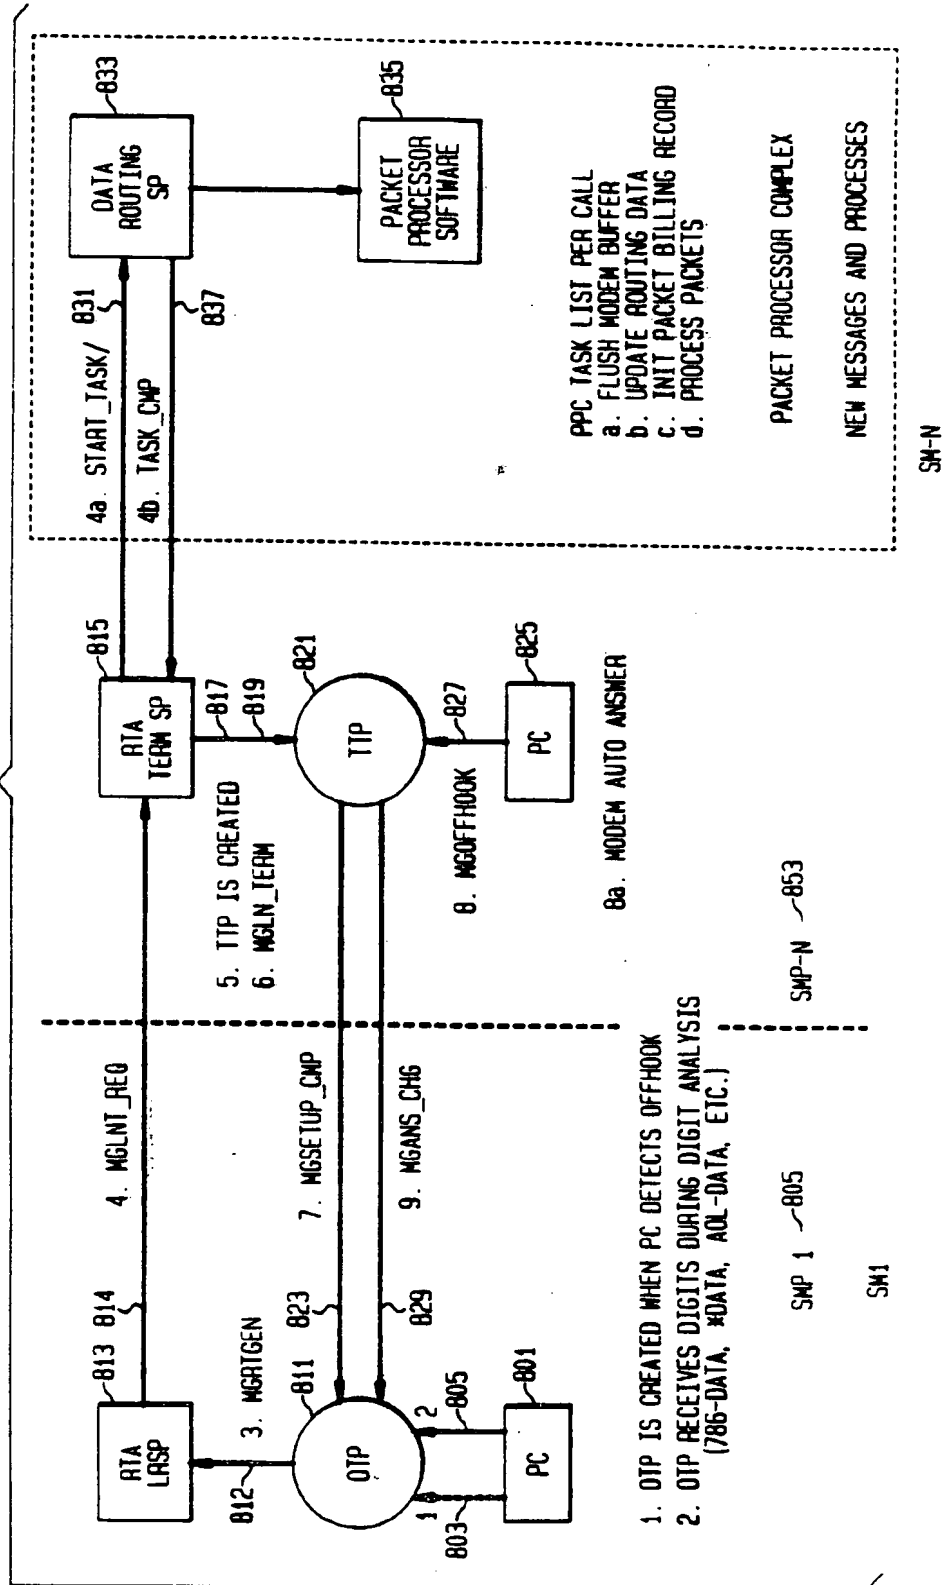 813
814
RTA
LRSP
4. MGLNT_REQ
RTA
TERM SP
815
4a. START_TASK/
831
4b. TASK_CMP
837
DATA
ROUTING
SP
833
812
3. MGRTGEN
5. TTP IS CREATED
6. MGLN_TERM
817
819
PACKET
PROCESSOR
SOFTWARE
835
811
OTP
823
7. MGSETUP_CMP
829
9. MGANS_CHG
TTP
821
1
803
2
805
PC
801
8. MGOFFHOOK
827
PC
825
8a. MODEM AUTO ANSWER
PPC TASK LIST PER CALL
a. FLUSH MODEM BUFFER
b. UPDATE ROUTING DATA
c. INIT PACKET BILLING RECORD
d. PROCESS PACKETS
1. OTP IS CREATED WHEN PC DETECTS OFFHOOK
2. OTP RECEIVES DIGITS DURING DIGIT ANALYSIS
(786-DATA, *DATA, AOL-DATA, ETC.)
SMP 1 805
SMP-N 853
PACKET PROCESSOR COMPLEX
NEW MESSAGES AND PROCESSES
SM1
SM-N